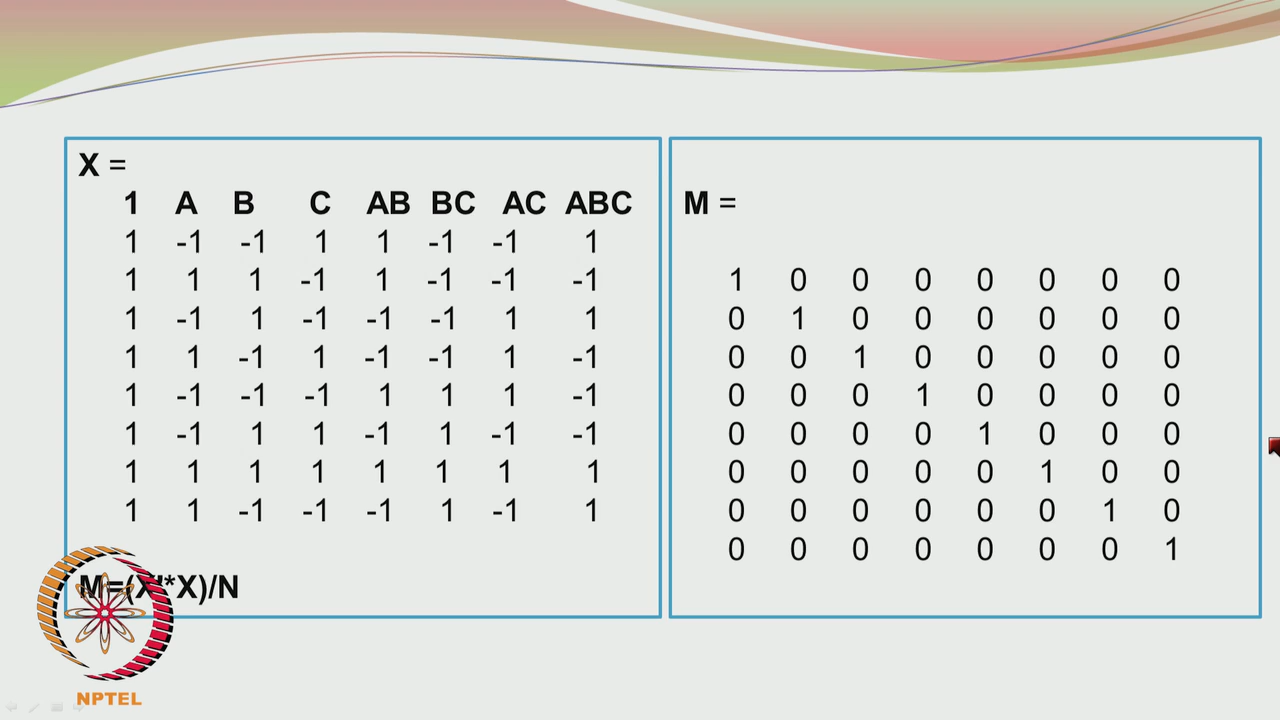 X =
1 A B C AB BC AC ABC
1 -1 -1 1 1 -1 -1 1
1 1 1 -1 1 -1 -1 -1
1 -1 1 -1 -1 -1 1 1
1 1 -1 1 -1 -1 1 -1
1 -1 -1 -1 1 1 1 -1
1 -1 1 1 -1 1 -1 -1
1 1 1 1 1 1 1 1
1 1 -1 -1 -1 1 -1 1
M=(X'*X)/N
M =
1 0 0 0 0 0 0 0
0 1 0 0 0 0 0 0
0 0 1 0 0 0 0 0
0 0 0 1 0 0 0 0
0 0 0 0 1 0 0 0
0 0 0 0 0 1 0 0
0 0 0 0 0 0 1 0
0 0 0 0 0 0 0 1
NPTEL